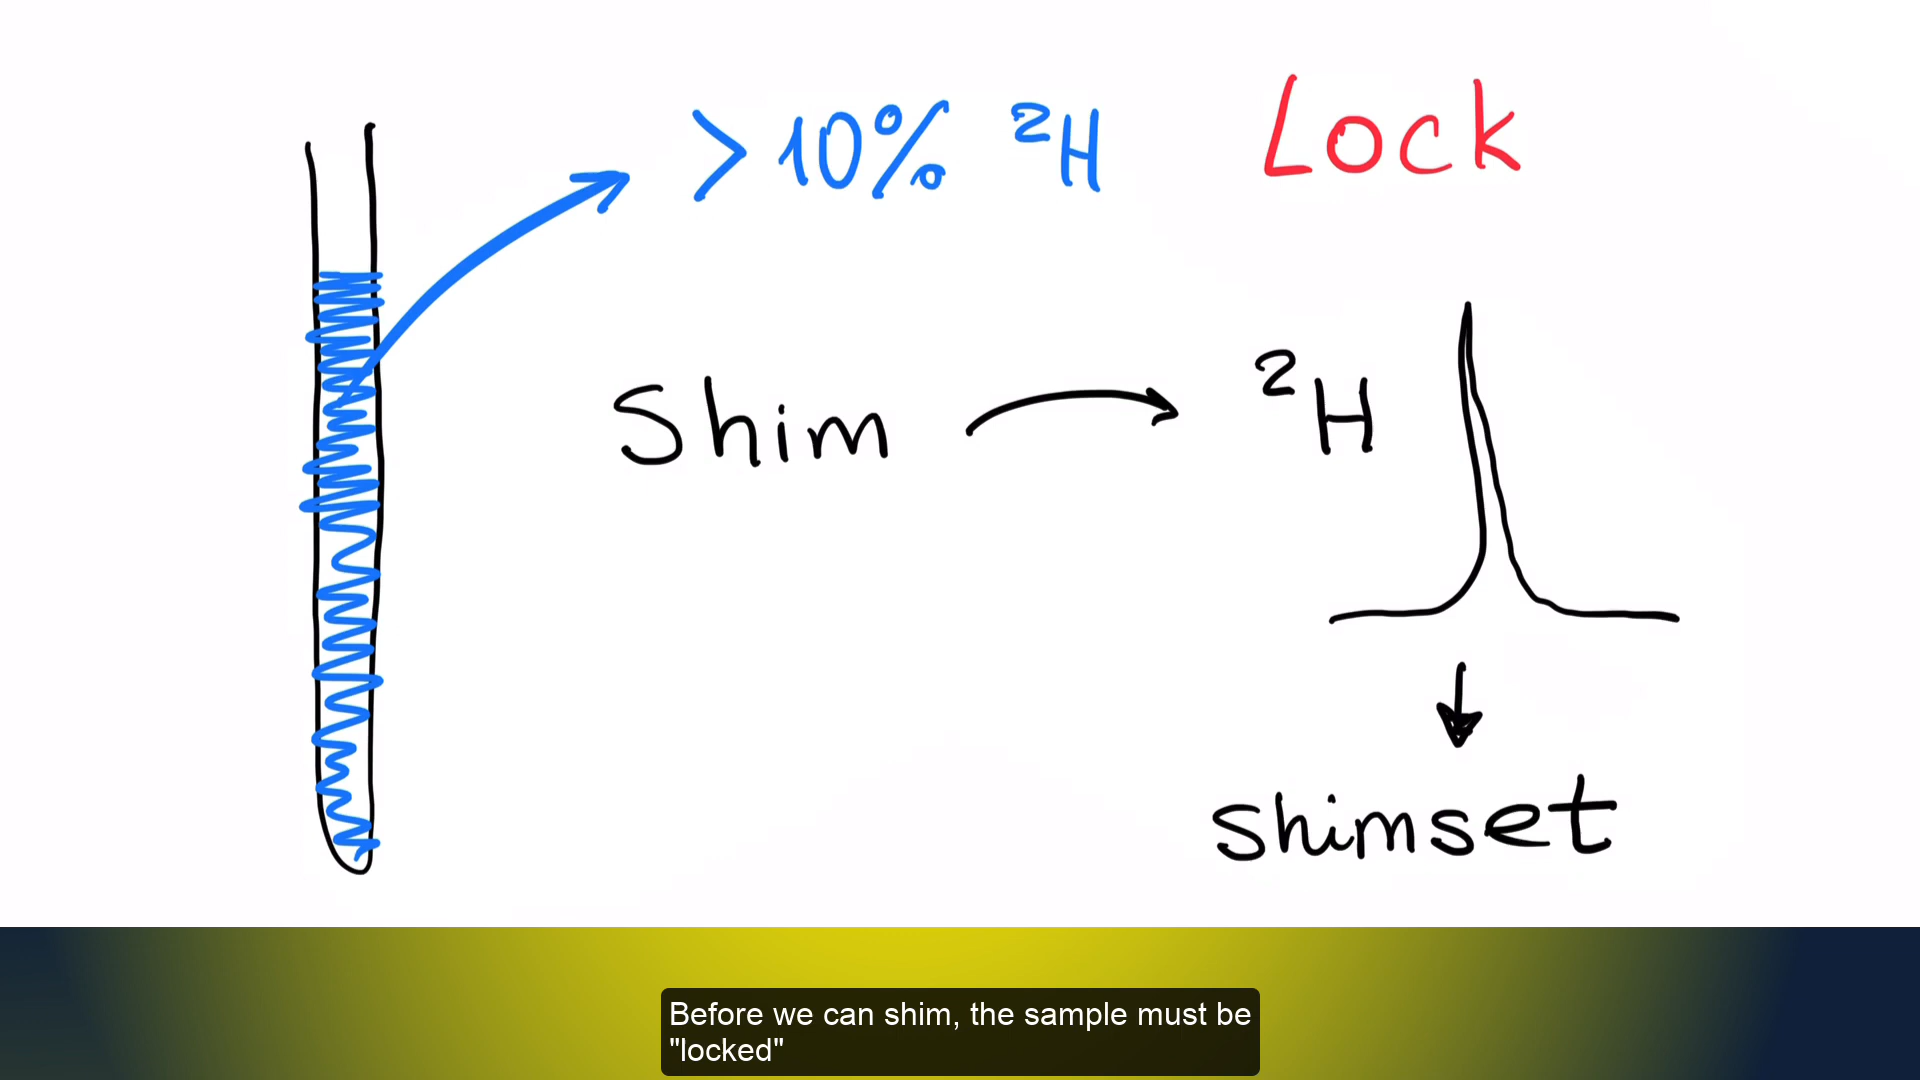 > 10% ²H Lock
Shim ²H
shimset
Before we can shim, the sample must be
"locked"